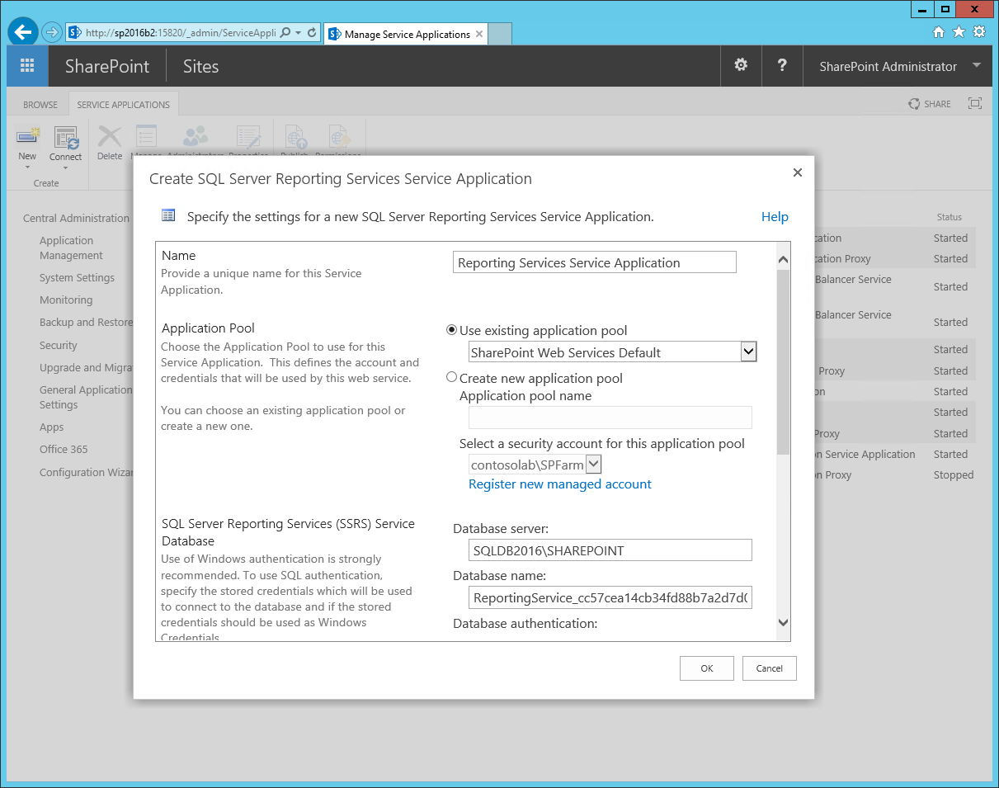 http://sp2016b2:15820/_admin/ServiceAppli
Manage Service Applications
SharePoint
Sites
?
SharePoint Administrator
BROWSE
SERVICE APPLICATIONS
SHARE
New
Connect
Delete
Create
Create SQL Server Reporting Services Service Application
Specify the settings for a new SQL Server Reporting Services Service Application.
Help
Name
Provide a unique name for this Service
Application.
Reporting Services Service Application
Application Pool
Choose the Application Pool to use for this
Service Application.  This defines the account and
credentials that will be used by this web service.
You can choose an existing application pool or
create a new one.
Use existing application pool
SharePoint Web Services Default
Create new application pool
Application pool name
Select a security account for this application pool
contosolab\SPFarm
Register new managed account
SQL Server Reporting Services (SSRS) Service
Database
Use of Windows authentication is strongly
recommended. To use SQL authentication,
specify the stored credentials which will be used
to connect to the database and if the stored
credentials should be used as Windows
Credentials
Database server:
SQLDB2016\SHAREPOINT
Database name:
ReportingService_cc57cea14cb34fd88b7a2d7d0
Database authentication:
OK
Cancel
Central Administration
Application
Management
System Settings
Monitoring
Backup and Restore
Security
Upgrade and Migra
General Application
Settings
Apps
Office 365
Configuration Wizar
Status
cation Started
cation Proxy Started
Balancer Service
Started
Balancer Service
Started
Started
Proxy Started
on Started
Started
Proxy Started
on Service Application Started
on Proxy Stopped